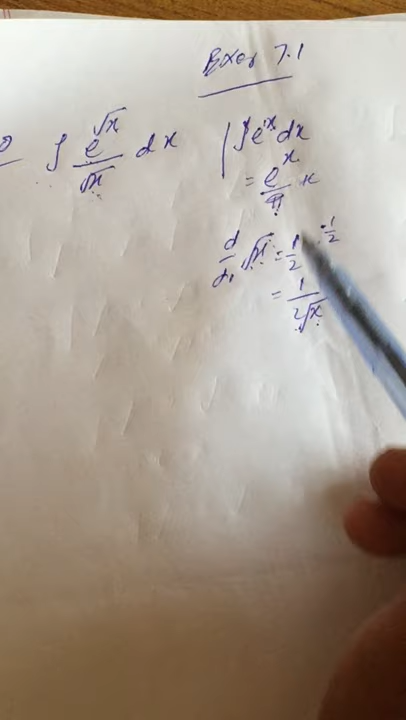 Exer 7.1
∫ e^√x / √x dx
∫e^x dx
= e^x
d/dx √x = 1/2 x^-1/2
= 1/2√x